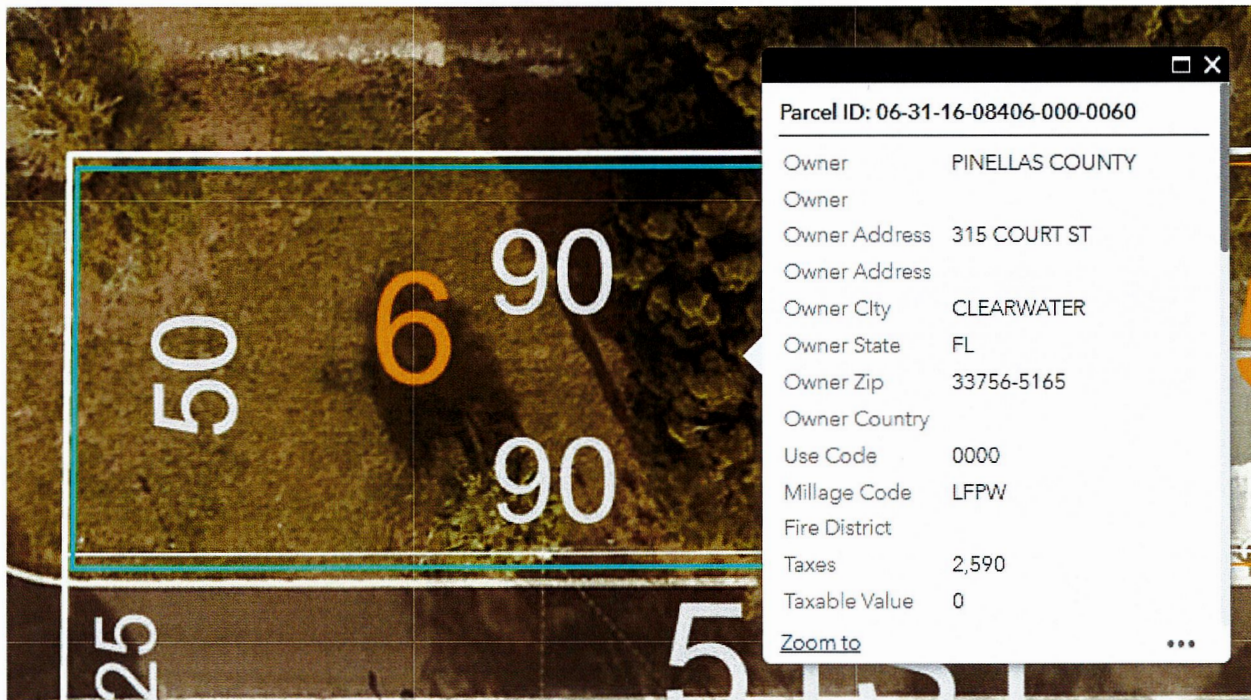 Parcel ID: 06-31-16-08406-000-0060
Owner PINELLAS COUNTY
Owner
Owner Address 315 COURT ST
Owner Address
Owner CIty CLEARWATER
Owner State FL
Owner Zip 33756-5165
Owner Country
Use Code 0000
Millage Code LFPW
Fire District
Taxes 2,590
Taxable Value 0
Zoom to
90
6
50
90
25